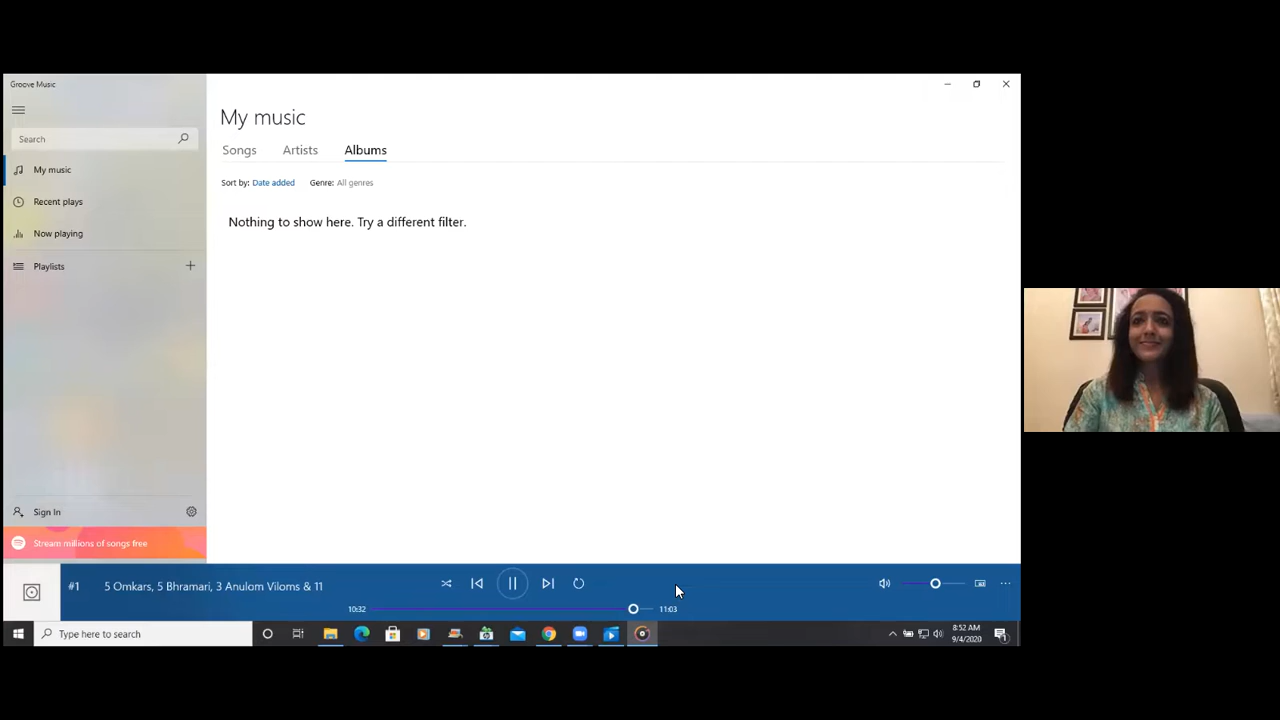 Groove Music
Search
My music
Recent plays
Now playing
Playlists
Sign In
Stream millions of songs free
My music
Songs Artists Albums
Sort by: Date added Genre: All genres
Nothing to show here. Try a different filter.
#1 5 Omkars, 5 Bhramari, 3 Anulom Viloms & 11
10:32 11:03
Type here to search
8:52 AM
9/4/2020